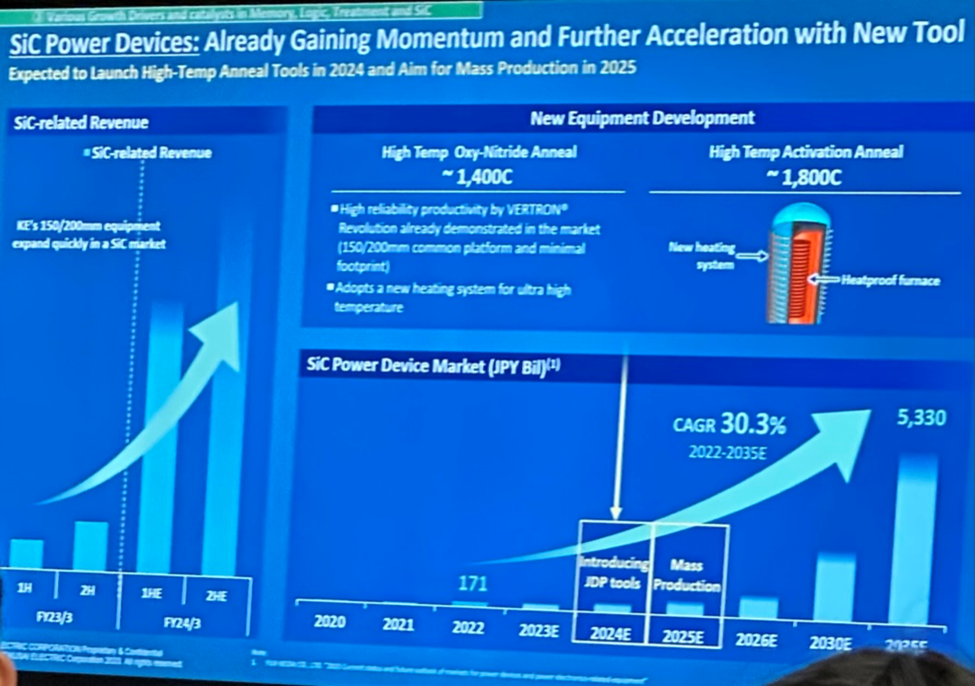 ③ Various Growth Drivers and catalysts in Memory, Logic, Treatment and SiC
SiC Power Devices: Already Gaining Momentum and Further Acceleration with New Tool
Expected to Launch High-Temp Anneal Tools in 2024 and Aim for Mass Production in 2025
SiC-related Revenue
SiC-related Revenue
KE's 150/200mm equipment
expand quickly in a SiC market
1H
2H
1HE
2HE
FY23/3
FY24/3
New Equipment Development
High Temp Oxy-Nitride Anneal
~1,400C
High reliability productivity by VERTRON®
Revolution already demonstrated in the market
(150/200mm common platform and minimal
footprint)
Adopts a new heating system for ultra high
temperature
High Temp Activation Anneal
~1,800C
New heating
system
Heatproof furnace
SiC Power Device Market (JPY Bil)(1)
CAGR 30.3%
2022-2035E
5,330
171
Introducing
JDP tools
Mass
Production
2020
2021
2022
2023E
2024E
2025E
2026E
2030E
2035E
ELECTRIC CORPORATION Proprietary & Confidential
ELECTRIC Corporation 2023. All rights reserved.
Note
1.